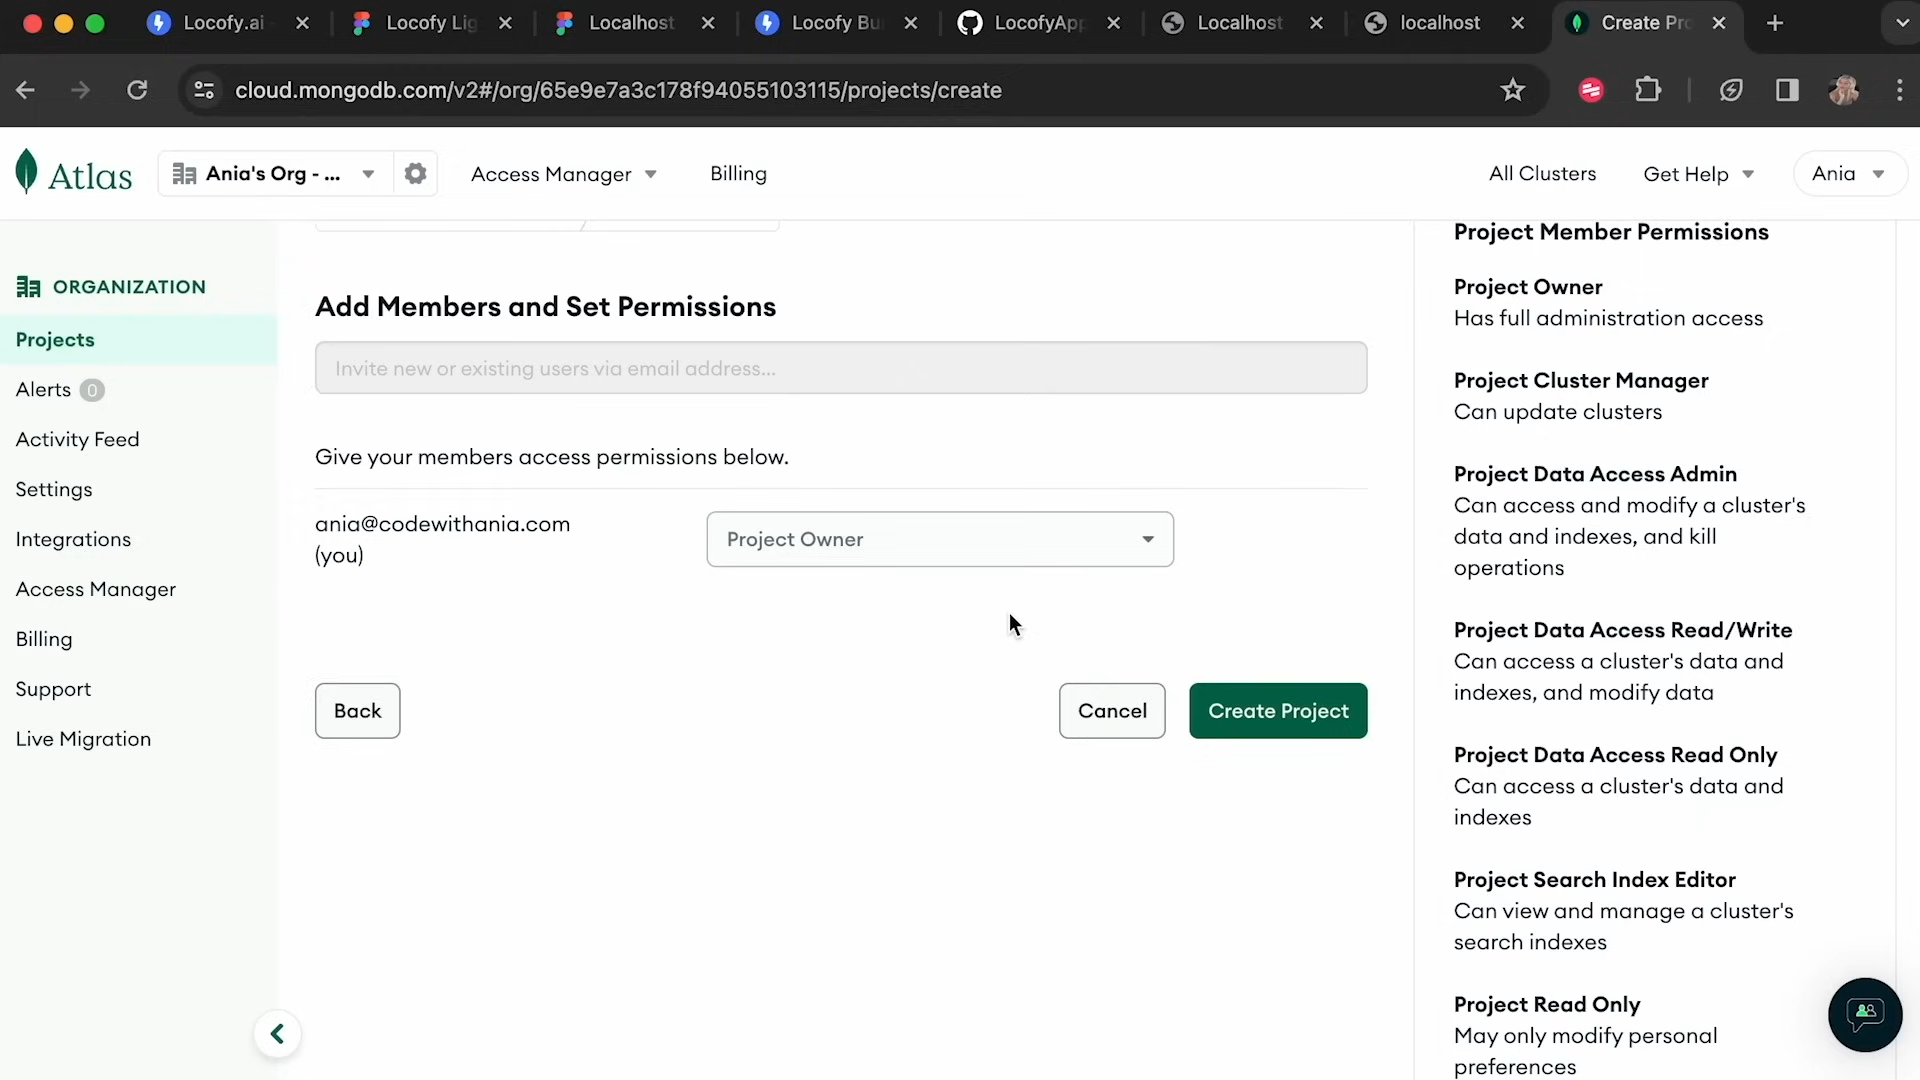 Locofy.ai
Locofy Lig
Localhost
Locofy Bu
LocofyApp
Localhost
localhost
Create Pro
cloud.mongodb.com/v2#/org/65e9e7a3c178f94055103115/projects/create
Atlas
Ania's Org - ...
Access Manager
Billing
All Clusters
Get Help
Ania
ORGANIZATION
Projects
Alerts 0
Activity Feed
Settings
Integrations
Access Manager
Billing
Support
Live Migration
Add Members and Set Permissions
Invite new or existing users via email address...
Give your members access permissions below.
ania@codewithania.com
(you)
Project Owner
Back
Cancel
Create Project
Project Member Permissions
Project Owner
Has full administration access
Project Cluster Manager
Can update clusters
Project Data Access Admin
Can access and modify a cluster's
data and indexes, and kill
operations
Project Data Access Read/Write
Can access a cluster's data and
indexes, and modify data
Project Data Access Read Only
Can access a cluster's data and
indexes
Project Search Index Editor
Can view and manage a cluster's
search indexes
Project Read Only
May only modify personal
preferences